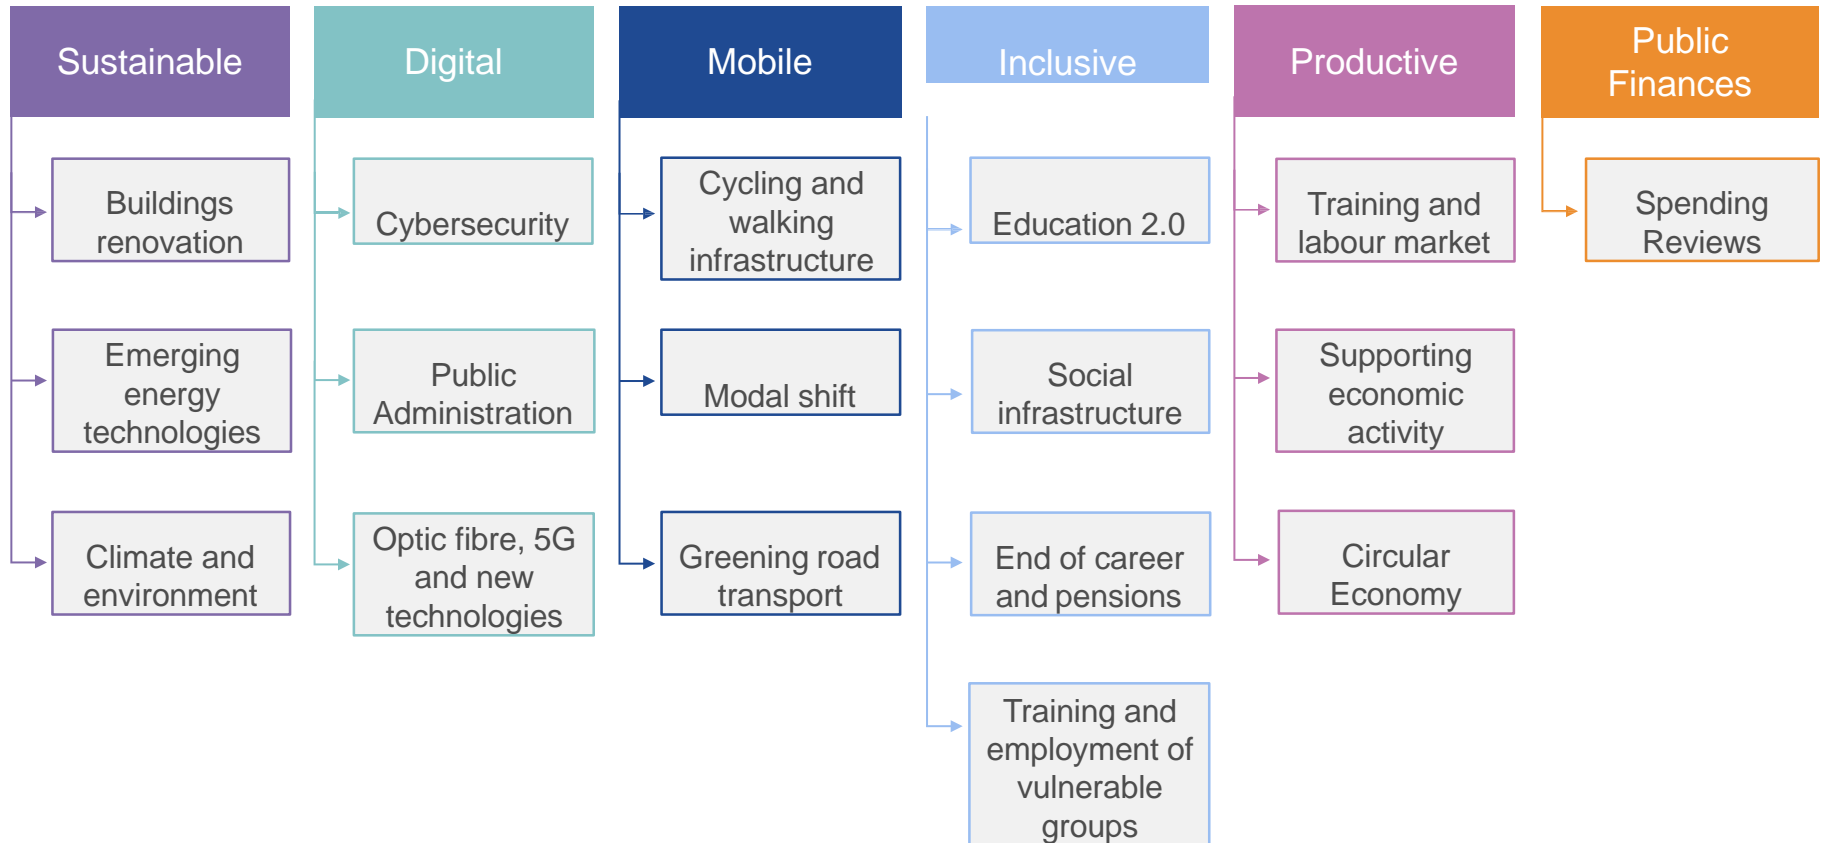 Sustainable
Buildings
renovation
Emerging
energy
technologies
Climate and
environment
Digital
Cybersecurity
Public
Administration
Optic fibre, 5G
and new
technologies
Mobile
Cycling and
walking
infrastructure
Modal shift
Greening road
transport
Inclusive
Education 2.0
Social
infrastructure
End of career
and pensions
Training and
employment of
vulnerable
groups
Productive
Training and
labour market
Supporting
economic
activity
Circular
Economy
Public
Finances
Spending
Reviews